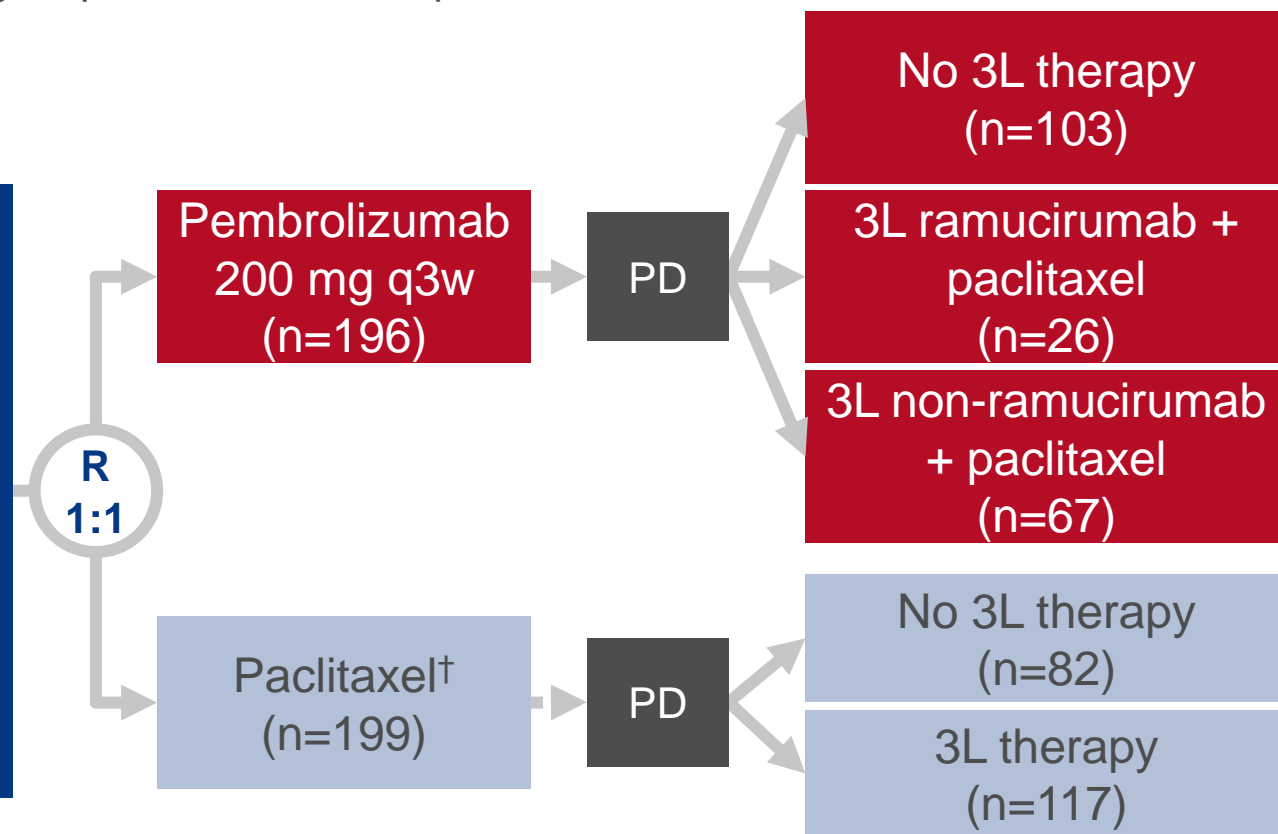 No 3L therapy
(n=103)
Pembrolizumab
200 mg q3w
(n=196)
PD
3L ramucirumab +
paclitaxel
(n=26)
3L non-ramucirumab
+ paclitaxel
(n=67)
R
1:1
Paclitaxel†
(n=199)
PD
No 3L therapy
(n=82)
3L therapy
(n=117)